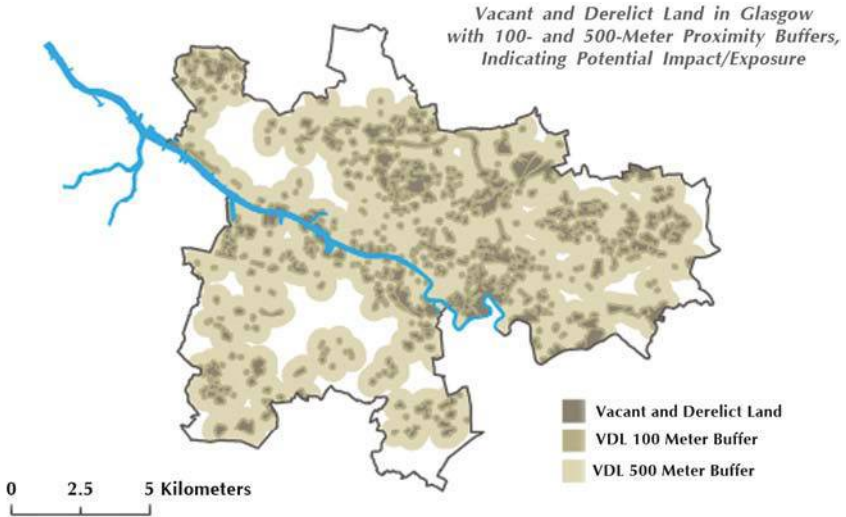 Vacant and Derelict Land in Glasgow
with 100- and 500-Meter Proximity Buffers,
Indicating Potential Impact/Exposure
Vacant and Derelict Land
VDL 100 Meter Buffer
VDL 500 Meter Buffer
0 2.5 5 Kilometers